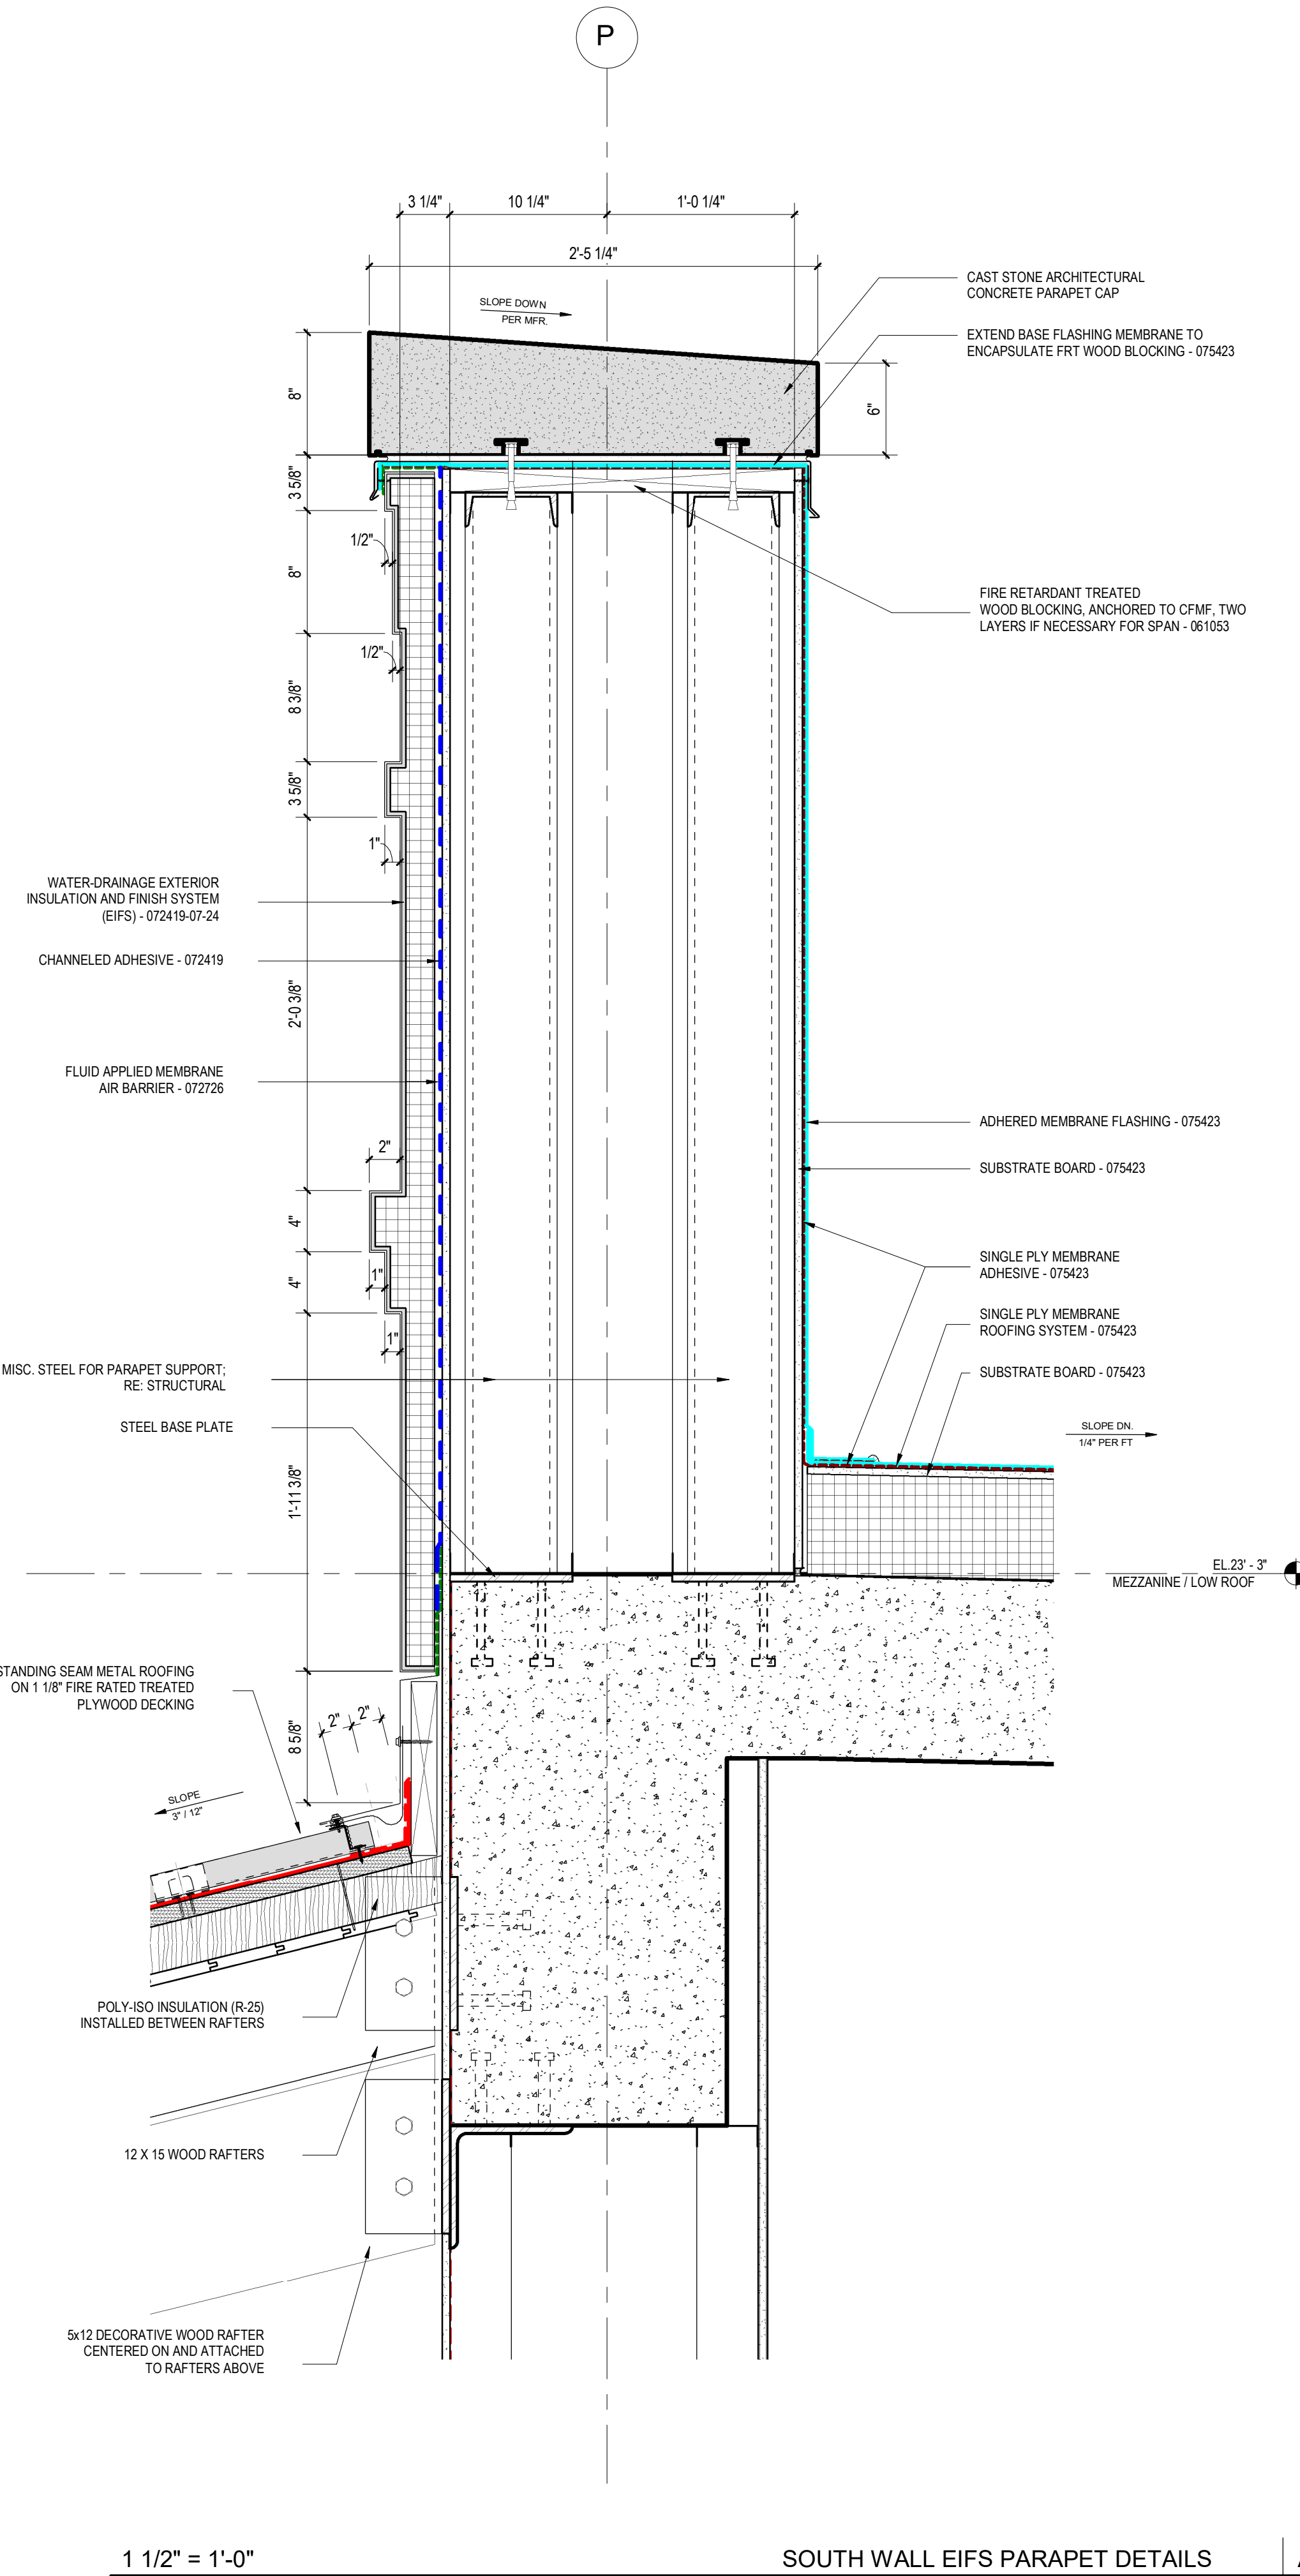 P
3 1/4"
10 1/4"
1'-0 1/4"
2'-5 1/4"
SLOPE DOWN
PER MFR.
CAST STONE ARCHITECTURAL
CONCRETE PARAPET CAP
EXTEND BASE FLASHING MEMBRANE TO
ENCAPSULATE FRT WOOD BLOCKING - 075423
8"
6"
3 5/8"
1/2"
8"
FIRE RETARDANT TREATED
WOOD BLOCKING, ANCHORED TO CFMF, TWO
LAYERS IF NECESSARY FOR SPAN - 061053
1/2"
8 3/8"
3 5/8"
1"
WATER-DRAINAGE EXTERIOR
INSULATION AND FINISH SYSTEM
(EIFS) - 072419-07-24
CHANNELED ADHESIVE - 072419
2'-0 3/8"
FLUID APPLIED MEMBRANE
AIR BARRIER - 072726
ADHERED MEMBRANE FLASHING - 075423
2"
SUBSTRATE BOARD - 075423
4"
SINGLE PLY MEMBRANE
ADHESIVE - 075423
4"
1"
SINGLE PLY MEMBRANE
ROOFING SYSTEM - 075423
1"
MISC. STEEL FOR PARAPET SUPPORT;
RE: STRUCTURAL
SUBSTRATE BOARD - 075423
STEEL BASE PLATE
SLOPE DN.
1/4" PER FT
1'-11 3/8"
EL.23' - 3"
MEZZANINE / LOW ROOF
STANDING SEAM METAL ROOFING
ON 1 1/8" FIRE RATED TREATED
PLYWOOD DECKING
8 5/8"
2"
2"
SLOPE
3" / 12"
POLY-ISO INSULATION (R-25)
INSTALLED BETWEEN RAFTERS
12 X 15 WOOD RAFTERS
5x12 DECORATIVE WOOD RAFTER
CENTERED ON AND ATTACHED
TO RAFTERS ABOVE
1 1/2" = 1'-0"
SOUTH WALL EIFS PARAPET DETAILS